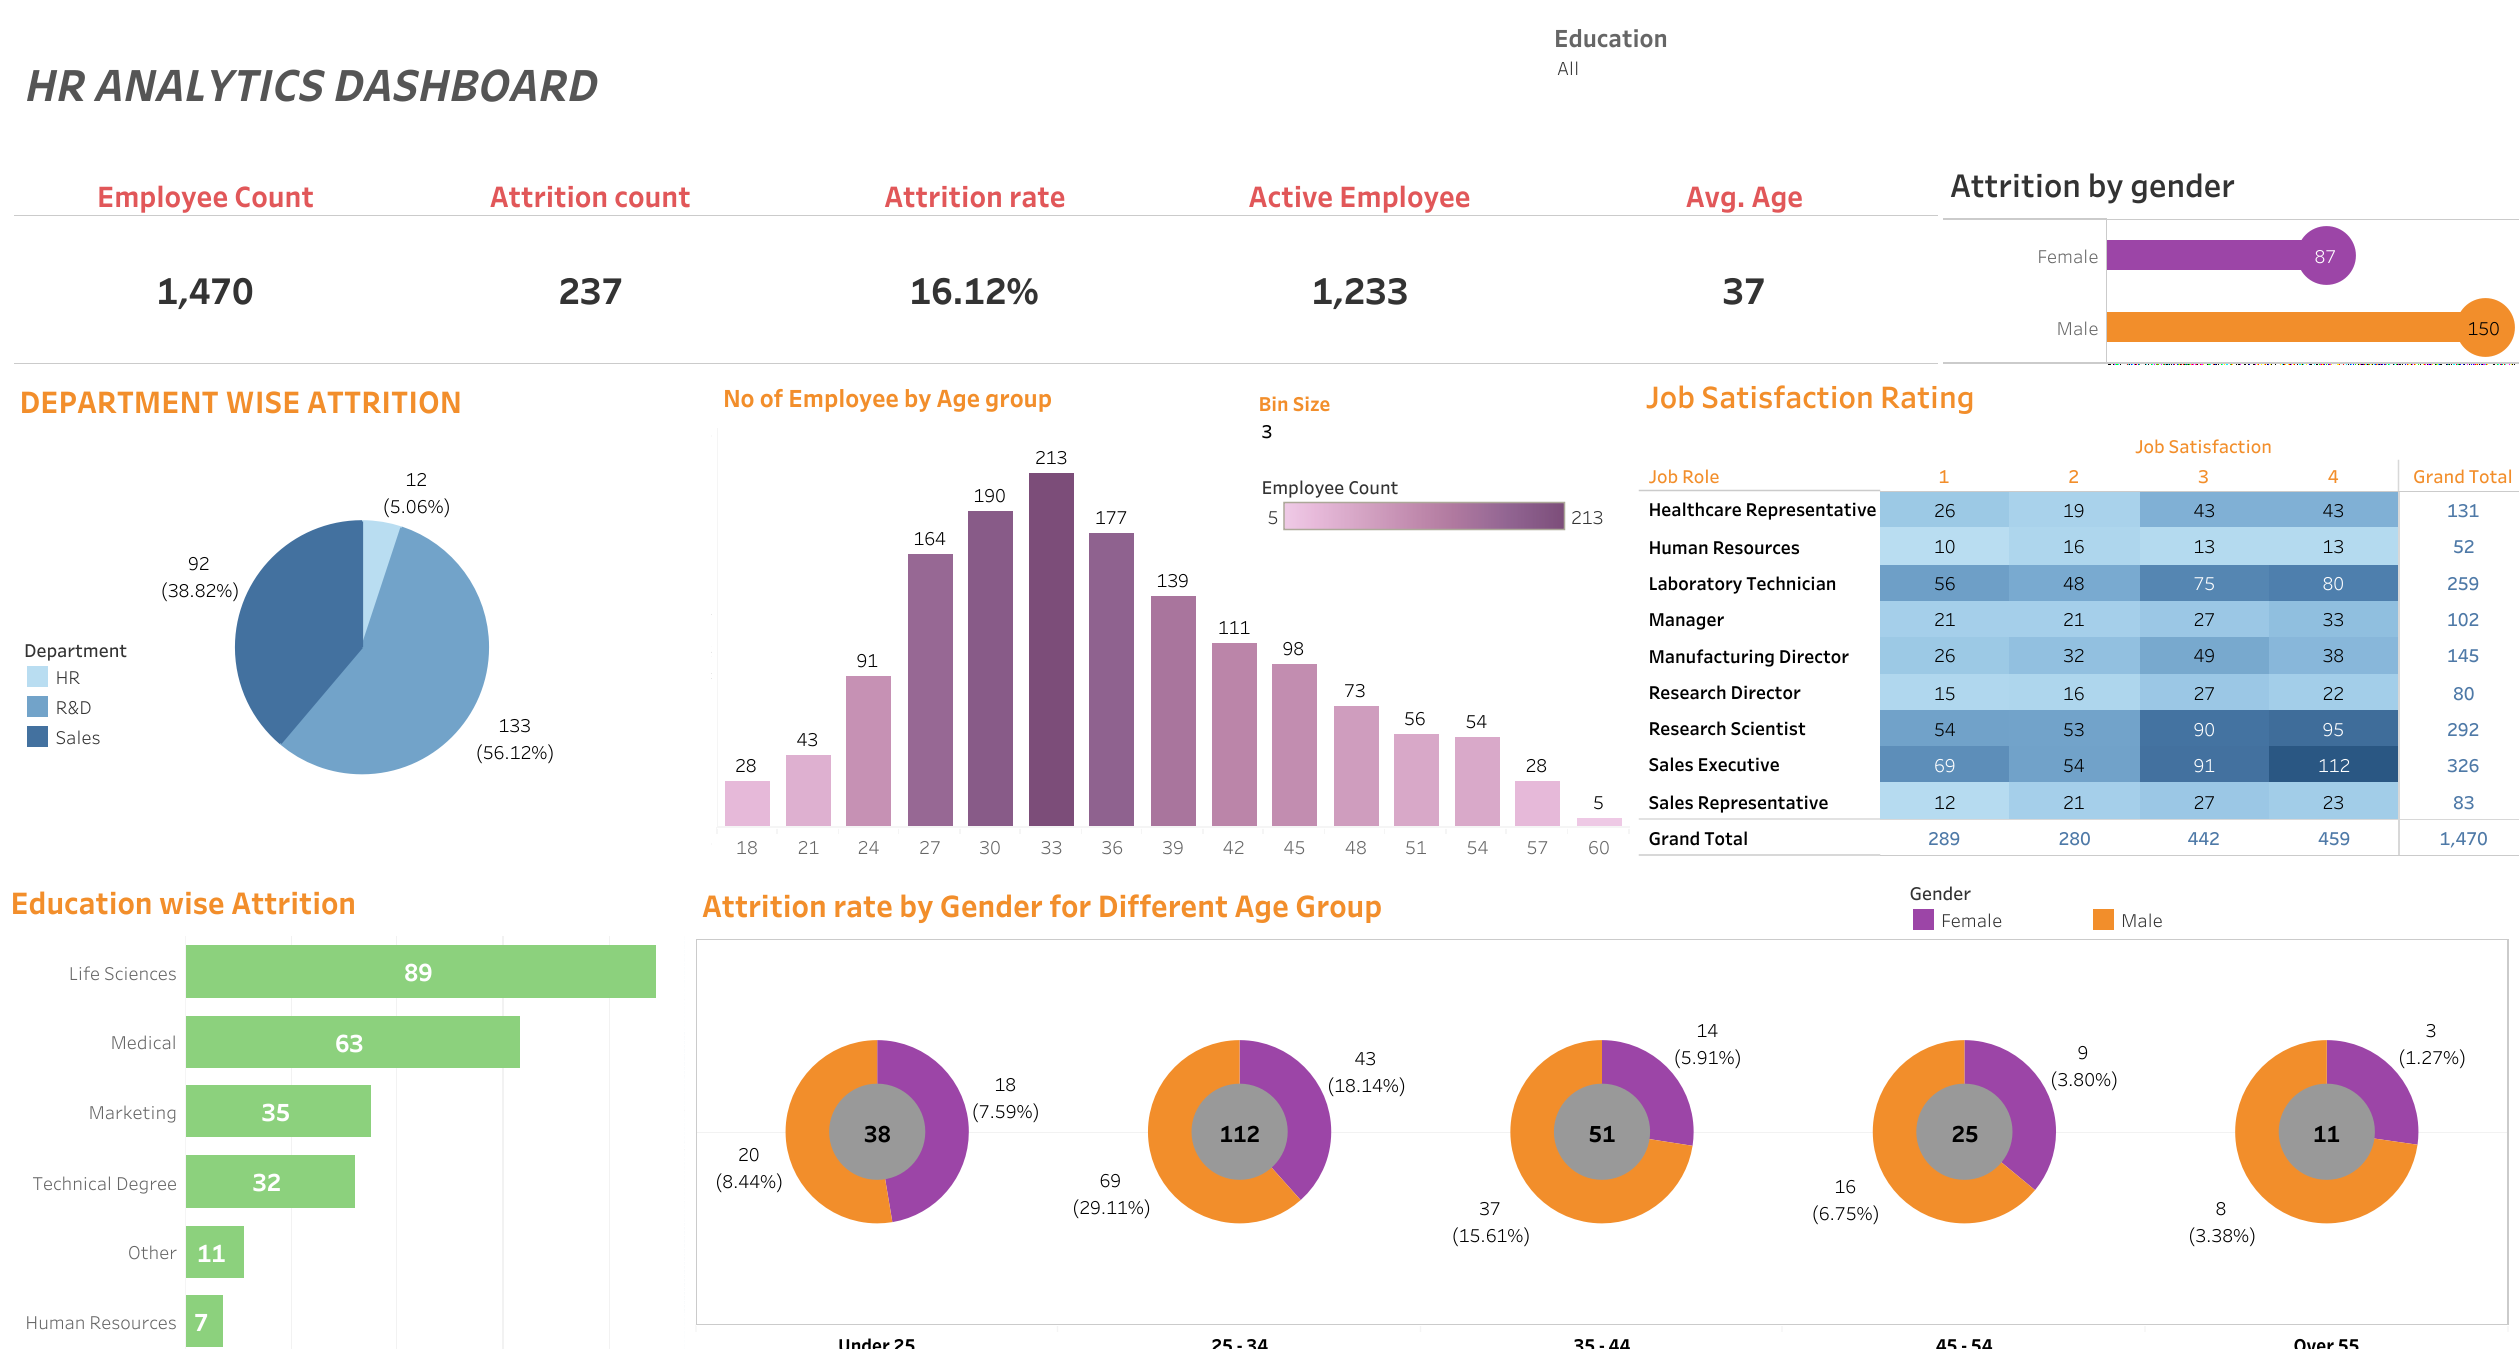 Education
All
HR ANALYTICS DASHBOARD
Employee Count
Attrition count
Attrition rate
Active Employee
Avg. Age
1,470
237
16.12%
1,233
37
Attrition by gender
Female
87
Male
150
DEPARTMENT WISE ATTRITION
12
(5.06%)
92
(38.82%)
133
(56.12%)
Department
HR
R&D
Sales
No of Employee by Age group
Bin Size
3
Employee Count
5
213
28
43
91
164
190
213
177
139
111
98
73
56
54
28
5
18 21 24 27 30 33 36 39 42 45 48 51 54 57 60
Job Satisfaction Rating
Job Satisfaction
Job Role 1 2 3 4 Grand Total
Healthcare Representative 26 19 43 43 131
Human Resources 10 16 13 13 52
Laboratory Technician 56 48 75 80 259
Manager 21 21 27 33 102
Manufacturing Director 26 32 49 38 145
Research Director 15 16 27 22 80
Research Scientist 54 53 90 95 292
Sales Executive 69 54 91 112 326
Sales Representative 12 21 27 23 83
Grand Total 289 280 442 459 1,470
Education wise Attrition
Life Sciences 89
Medical 63
Marketing 35
Technical Degree 32
Other 11
Human Resources 7
Attrition rate by Gender for Different Age Group
Gender
Female
Male
18
(7.59%)
38
20
(8.44%)
43
(18.14%)
112
69
(29.11%)
14
(5.91%)
51
37
(15.61%)
9
(3.80%)
25
16
(6.75%)
3
(1.27%)
11
8
(3.38%)
Under 25
25 - 34
35 - 44
45 - 54
Over 55